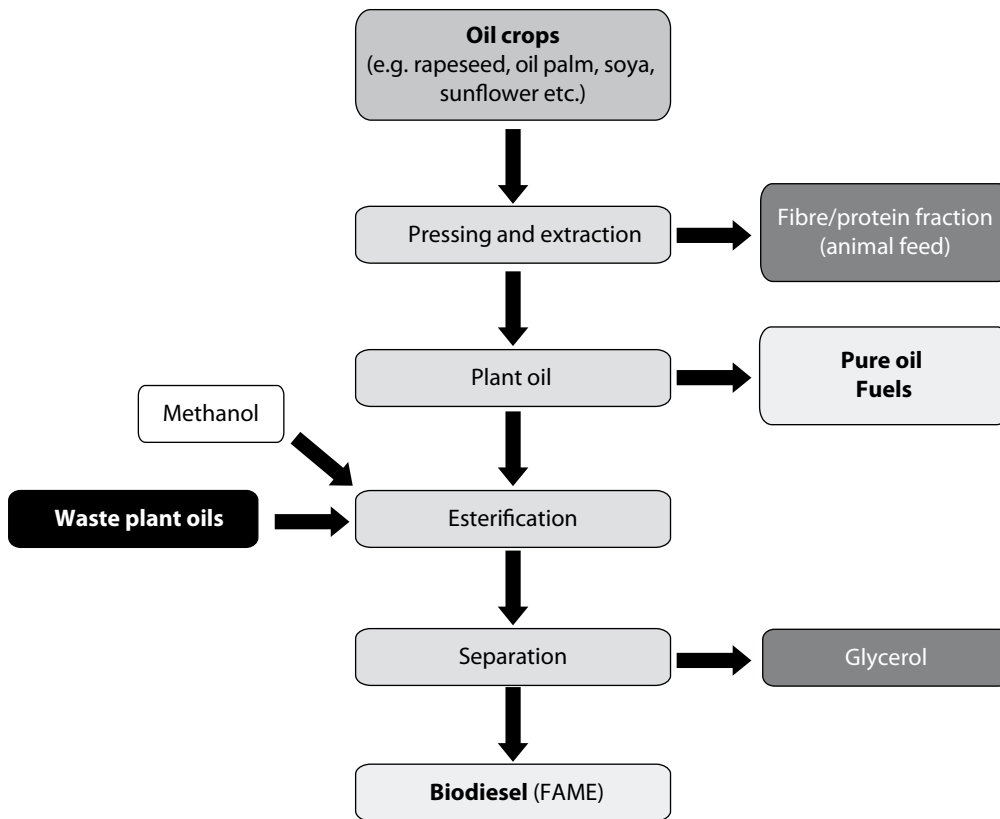 Oil crops
(e.g. rapeseed, oil palm, soya,
sunflower etc.)
Pressing and extraction
Fibre/protein fraction
(animal feed)
Plant oil
Pure oil
Fuels
Methanol
Waste plant oils
Esterification
Separation
Glycerol
Biodiesel (FAME)